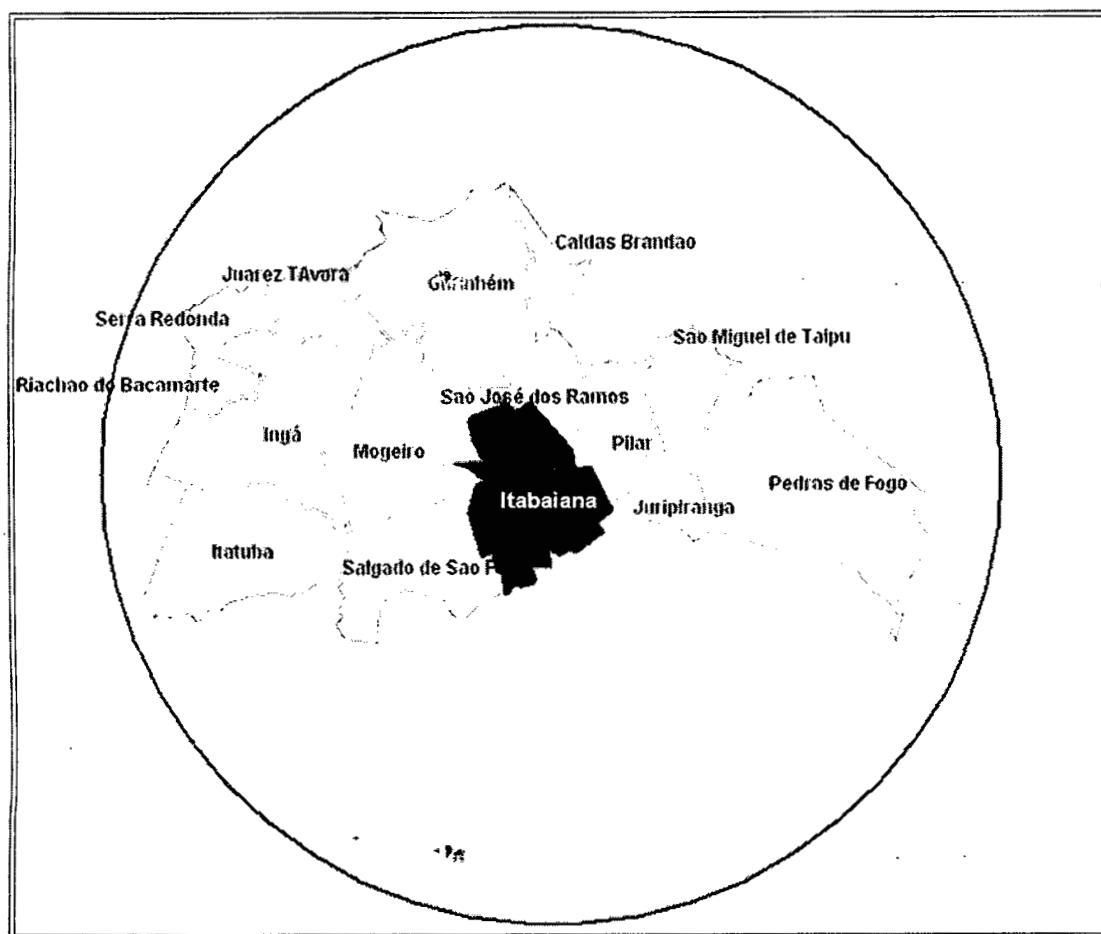 Caldas Brandao
Juarez TAvora
Gurinhém
Serra Redonda
Sao Miguel de Taipu
Riachao do Bacamarte
Sao José dos Ramos
Ingá
Mogeiro
Pilar
Pedras de Fogo
Itabaiana
Juripiranga
Itatuba
Salgado de Sao F